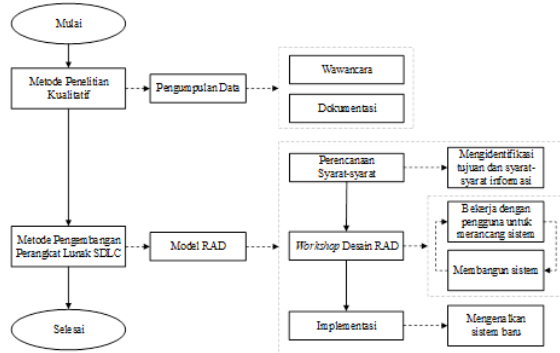 Mulai
Metode Penelitian
Kualitatif
Pengumpulan Data
Wawancara
Dokumentasi
Perencanaan
Syarat-syarat
Mengidentifikasi
tujuan dan syarat-
syarat informasi
Metode Pengembangan
Perangkat Lunak SDLC
Model RAD
Workshop Desain RAD
Bekerja dengan
pengguna untuk
merancang sistem
Membangun sistem
Selesai
Implementasi
Mengenalkan
sistem baru